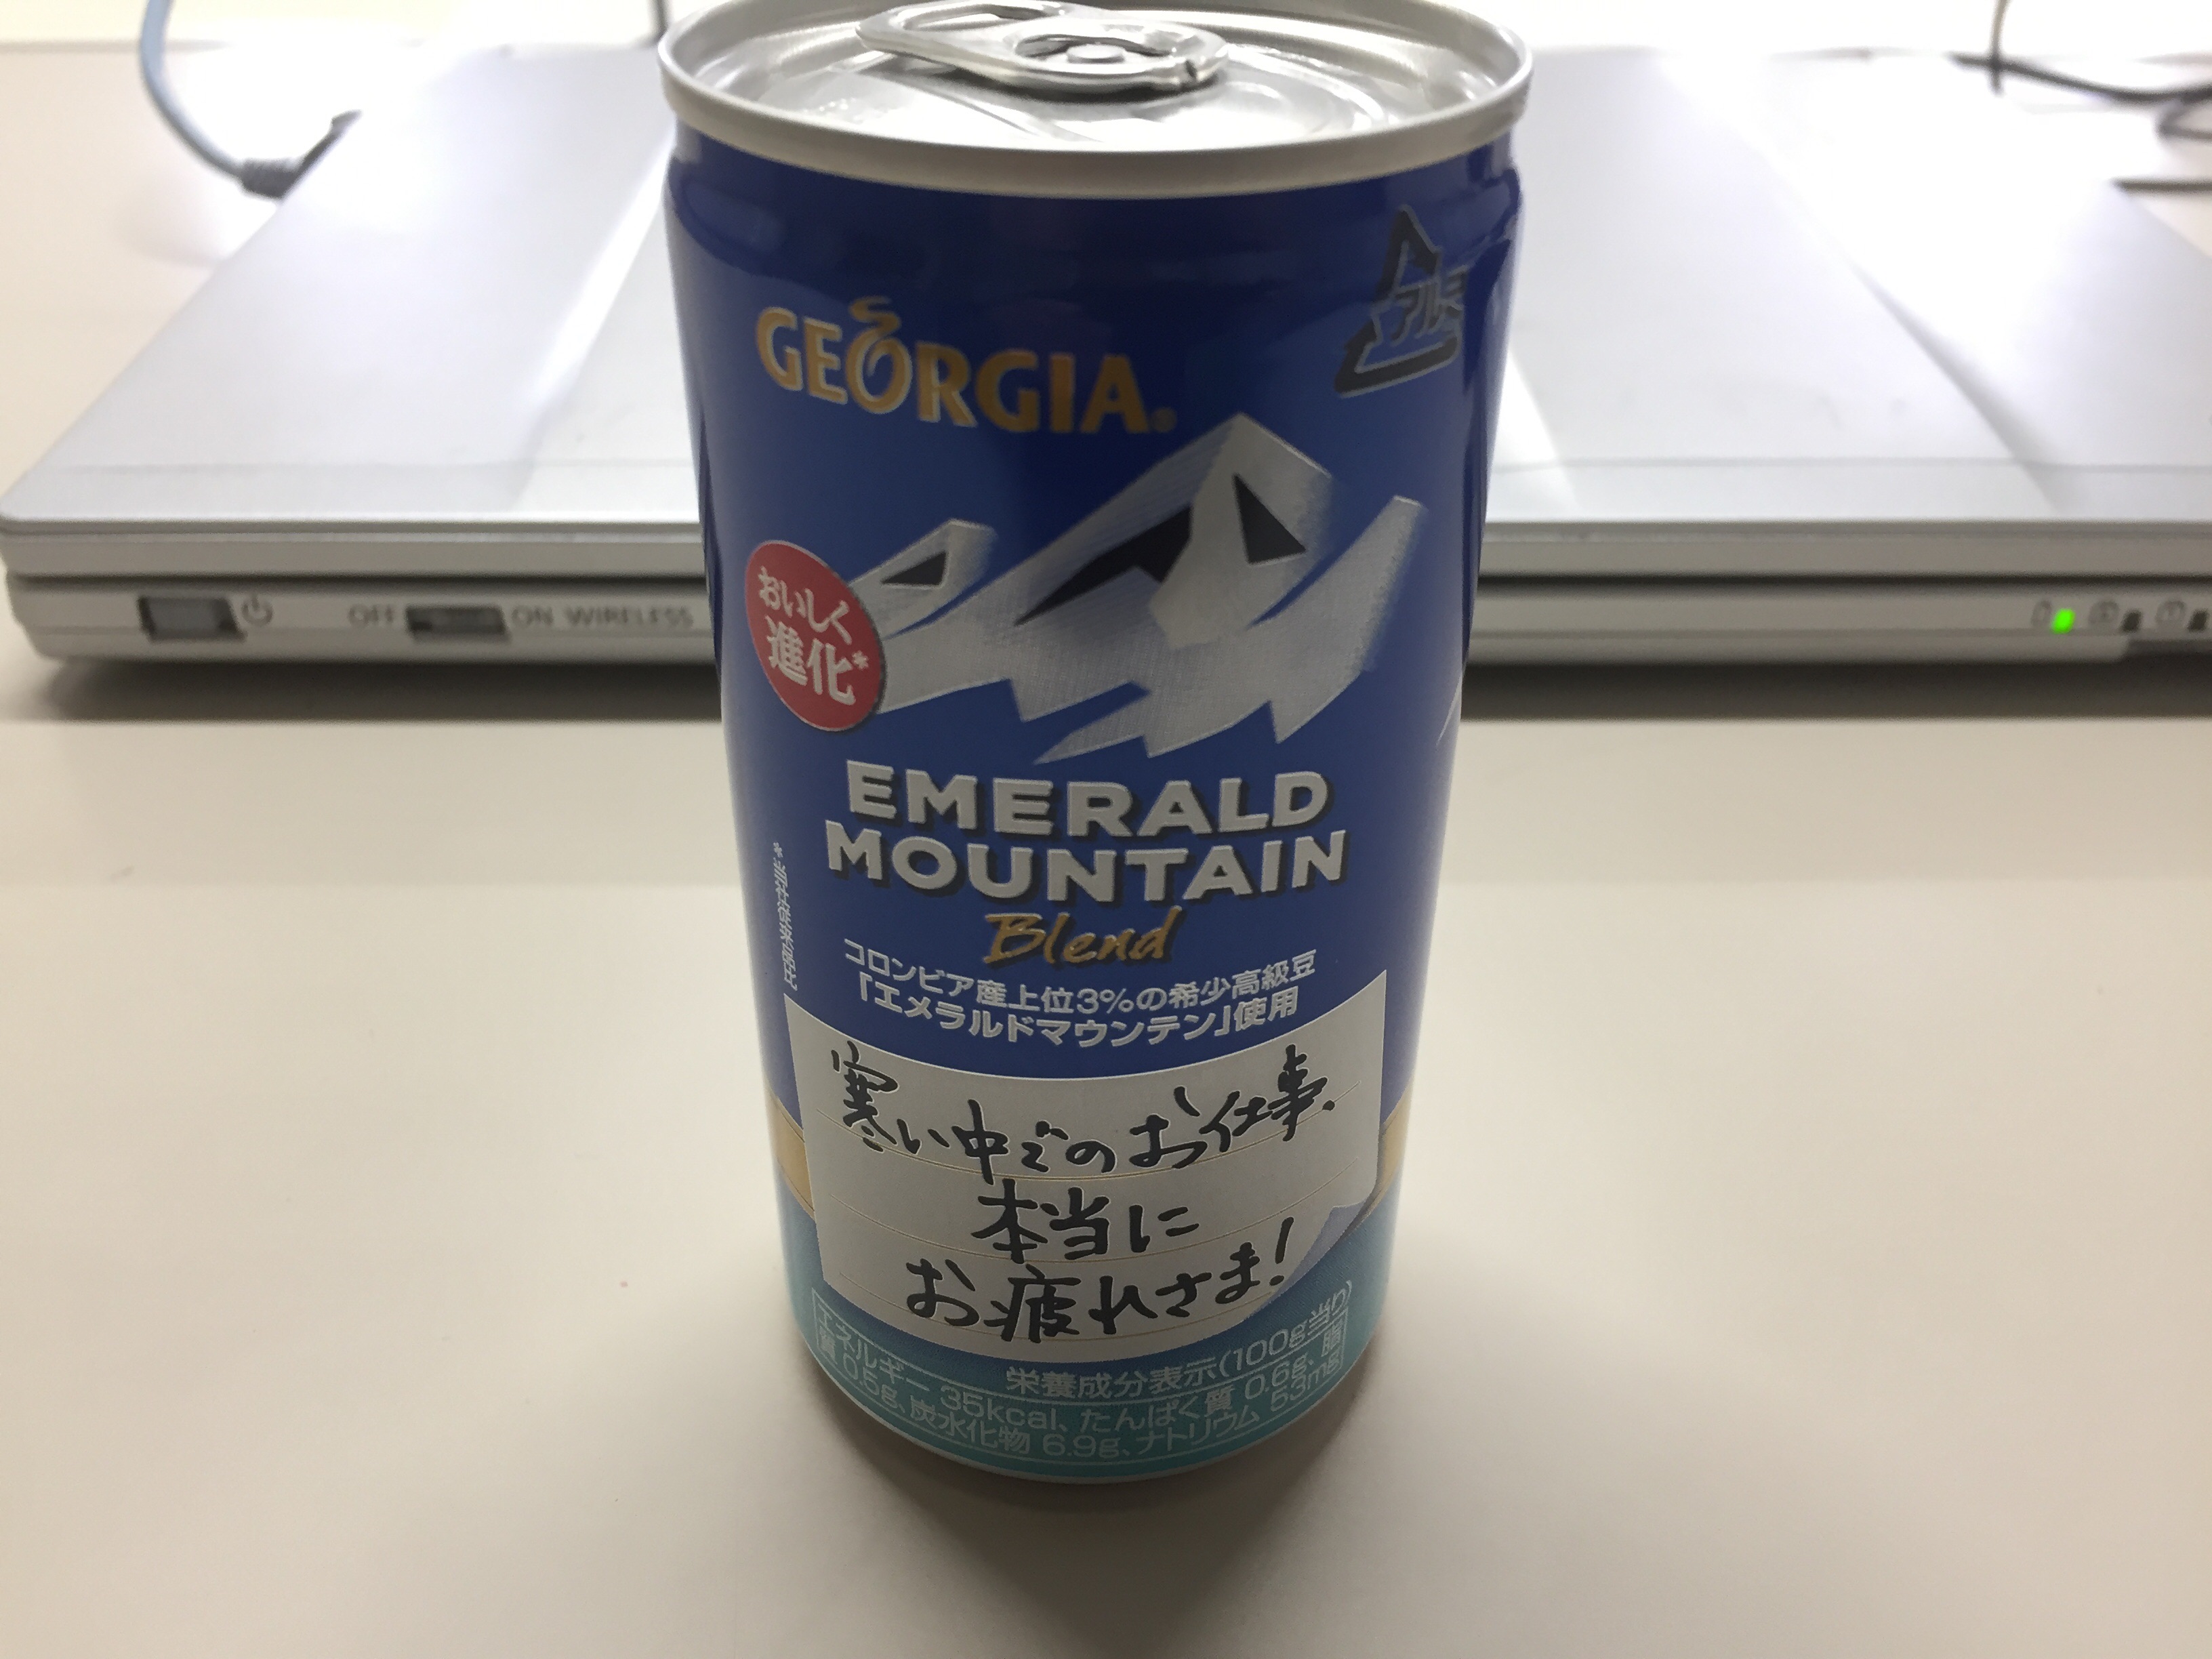 GEORGIA®
アルミ
おいしく
進化*
EMERALD
MOUNTAIN
Blend
コロンビア産上位3%の希少高級豆
「エメラルドマウンテン」使用
寒い中でのお仕事、
本当に
お疲れさま!
栄養成分表示(100g当り)
エネルギー 35kcal、たんぱく質 0.6g、脂
質 0.5g、炭水化物 6.9g、ナトリウム 53mg
OFF ON WIRELESS